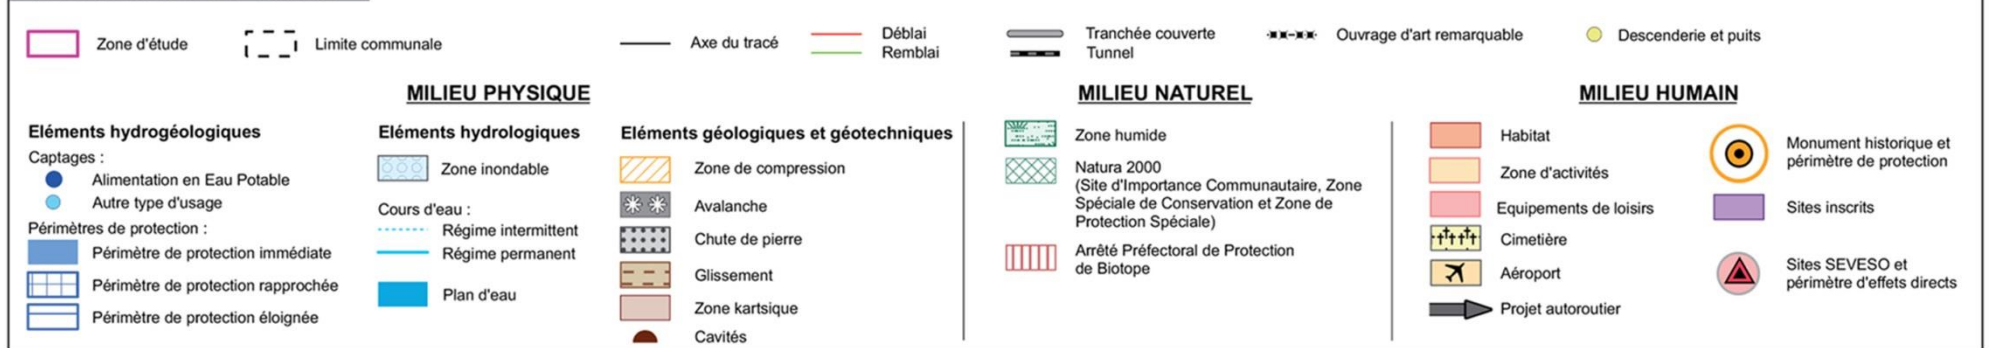 Zone d'étude
Limite communale
Axe du tracé
Déblai
Remblai
Tranchée couverte
Tunnel
Ouvrage d'art remarquable
Descenderie et puits
MILIEU PHYSIQUE
Eléments hydrogéologiques
Captages :
Alimentation en Eau Potable
Autre type d'usage
Périmètres de protection :
Périmètre de protection immédiate
Périmètre de protection rapprochée
Périmètre de protection éloignée
Eléments hydrologiques
Zone inondable
Cours d'eau :
Régime intermittent
Régime permanent
Plan d'eau
Eléments géologiques et géotechniques
Zone de compression
Avalanche
Chute de pierre
Glissement
Zone kartsique
Cavités
MILIEU NATUREL
Zone humide
Natura 2000
(Site d'Importance Communautaire, Zone
Spéciale de Conservation et Zone de
Protection Spéciale)
Arrêté Préfectoral de Protection
de Biotope
MILIEU HUMAIN
Habitat
Zone d'activités
Equipements de loisirs
Cimetière
Aéroport
Projet autoroutier
Monument historique et
périmètre de protection
Sites inscrits
Sites SEVESO et
périmètre d'effets directs